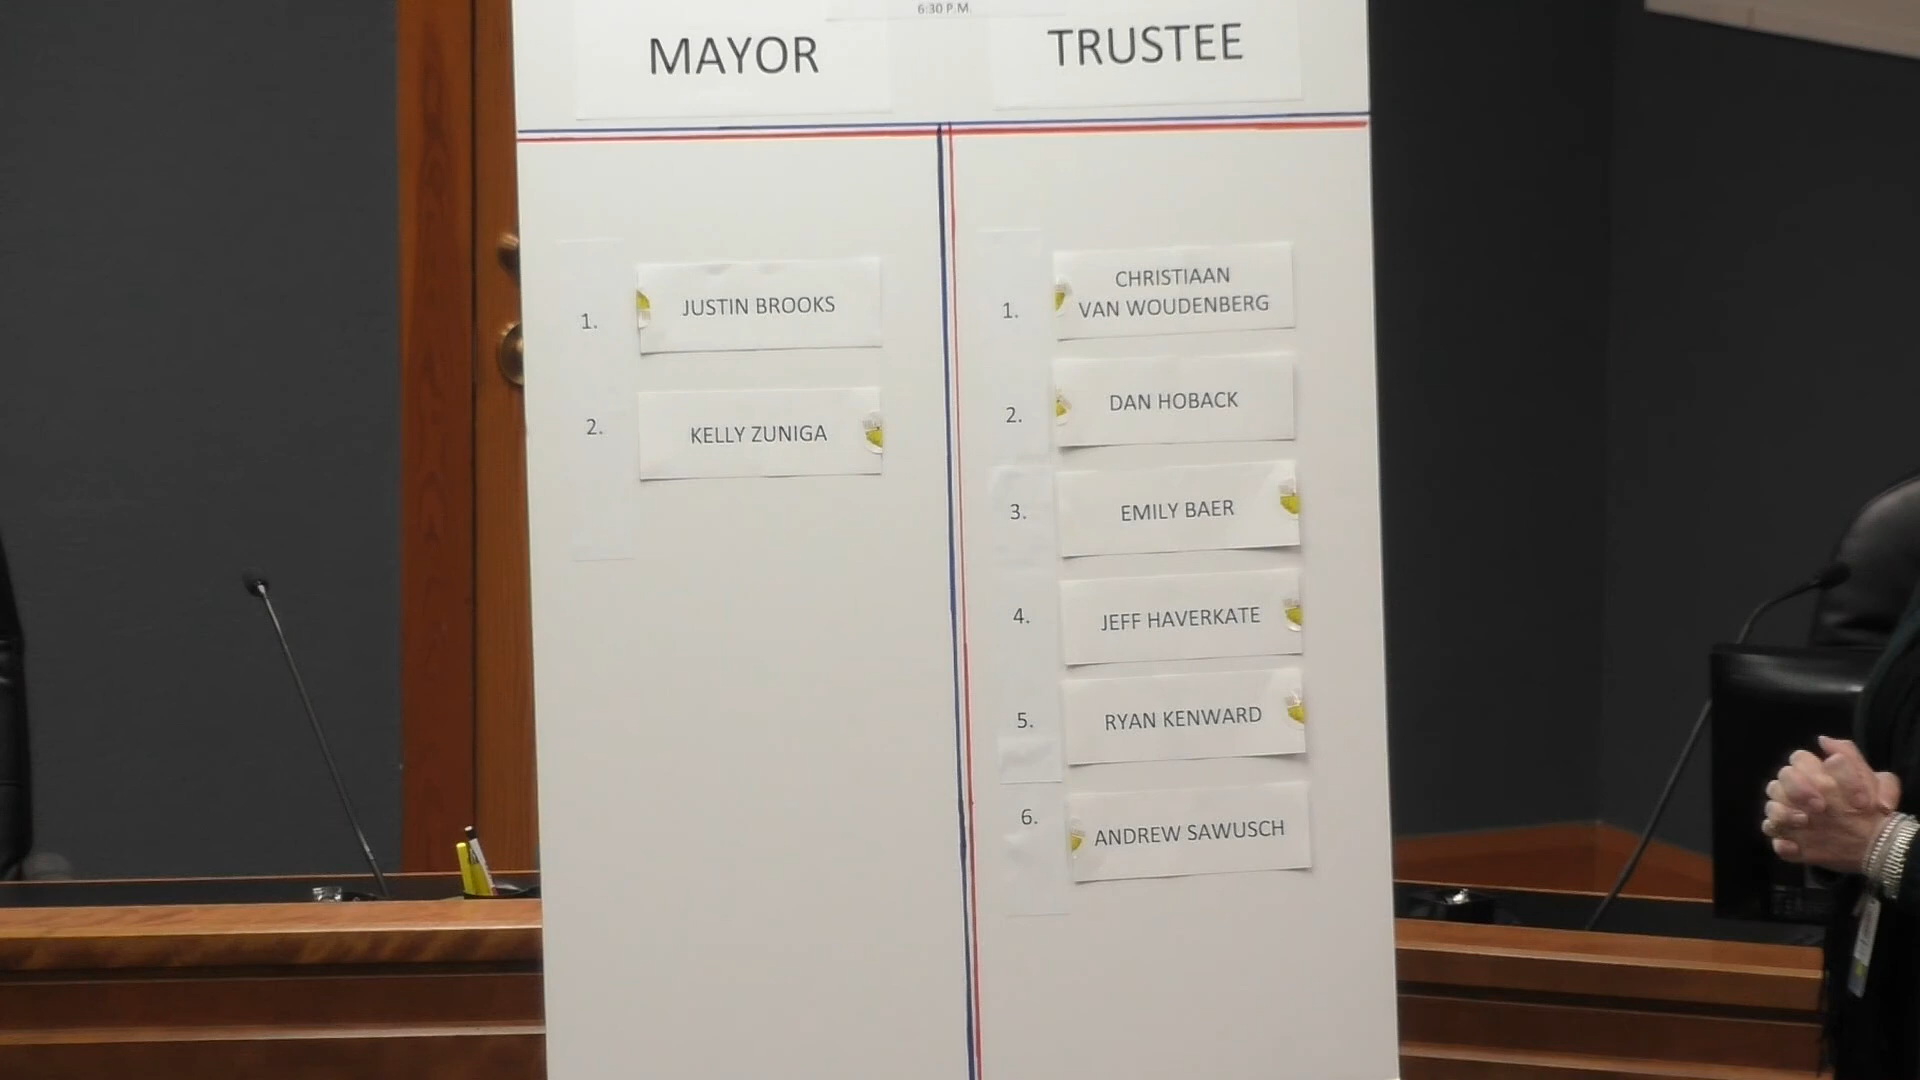 6:30 P.M.
MAYOR
TRUSTEE
1.
JUSTIN BROOKS
2.
KELLY ZUNIGA
1.
CHRISTIAAN
VAN WOUDENBERG
2.
DAN HOBACK
3.
EMILY BAER
4.
JEFF HAVERKATE
5.
RYAN KENWARD
6.
ANDREW SAWUSCH